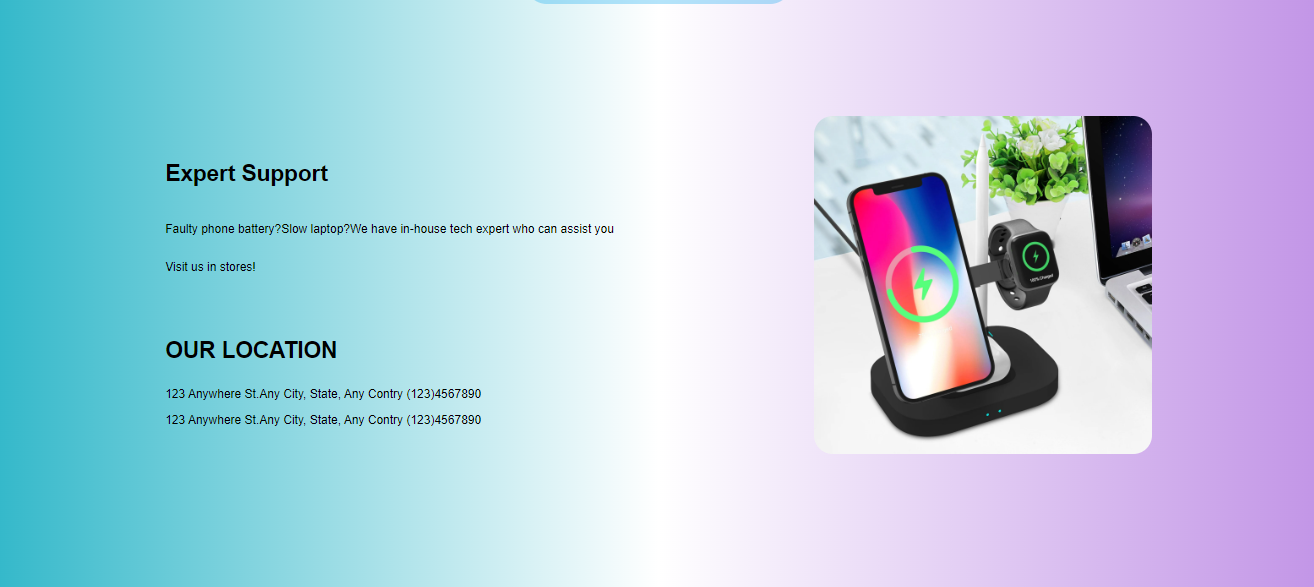 Expert Support
Faulty phone battery?Slow laptop?We have in-house tech expert who can assist you
Visit us in stores!
OUR LOCATION
123 Anywhere St.Any City, State, Any Contry (123)4567890
123 Anywhere St.Any City, State, Any Contry (123)4567890